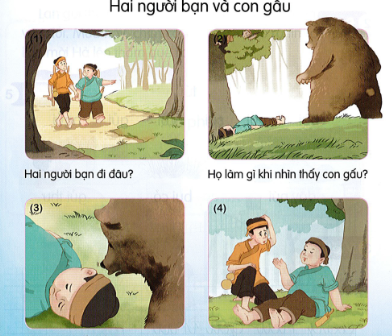 Hai người bạn và con gấu
(1)
(2)
Hai người bạn đi đâu?
Họ làm gì khi nhìn thấy con gấu?
(3)
(4)